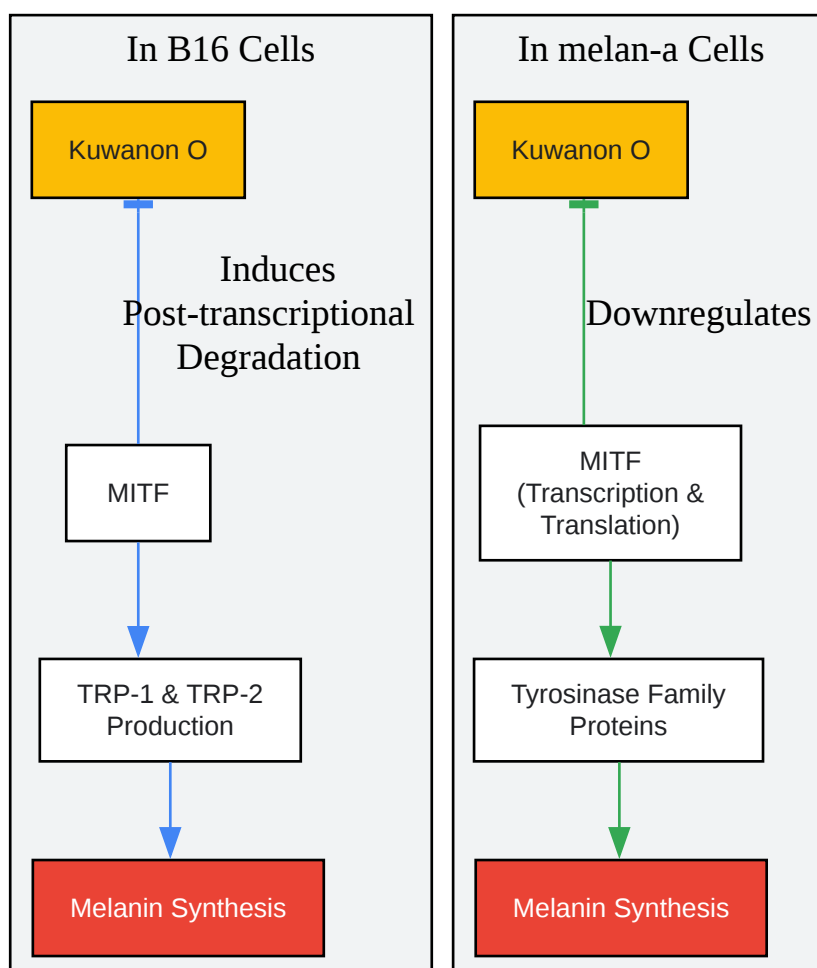 In B16 Cells
Kuwanon O
Induces
Post-transcriptional
Degradation
MITF
TRP-1 & TRP-2
Production
Melanin Synthesis
In melan-a Cells
Kuwanon O
Downregulates
MITF
(Transcription &
Translation)
Tyrosinase Family
Proteins
Melanin Synthesis